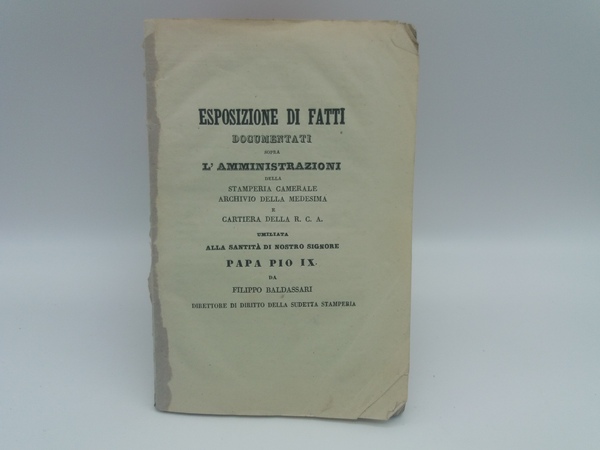 ESPOSIZIONE DI FATTI
DOCUMENTATI
SOPRA
L'AMMINISTRAZIONI
DELLA
STAMPERIA CAMERALE
ARCHIVIO DELLA MEDESIMA
E
CARTIERA DELLA R. C. A.
UMILIATA
ALLA SANTITÀ DI NOSTRO SIGNORE
PAPA PIO IX.
DA
FILIPPO BALDASSARI
DIRETTORE DI DIRITTO DELLA SUDETTA STAMPERIA